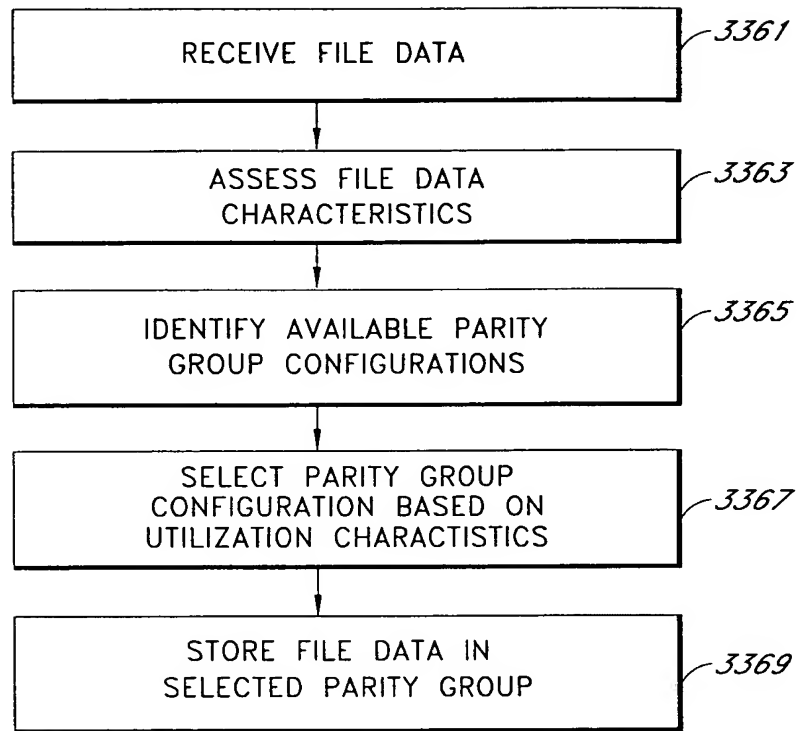 RECEIVE FILE DATA
3361
ASSESS FILE DATA
CHARACTERISTICS
3363
IDENTIFY AVAILABLE PARITY
GROUP CONFIGURATIONS
3365
SELECT PARITY GROUP
CONFIGURATION BASED ON
UTILIZATION CHARACTISTICS
3367
STORE FILE DATA IN
SELECTED PARITY GROUP
3369